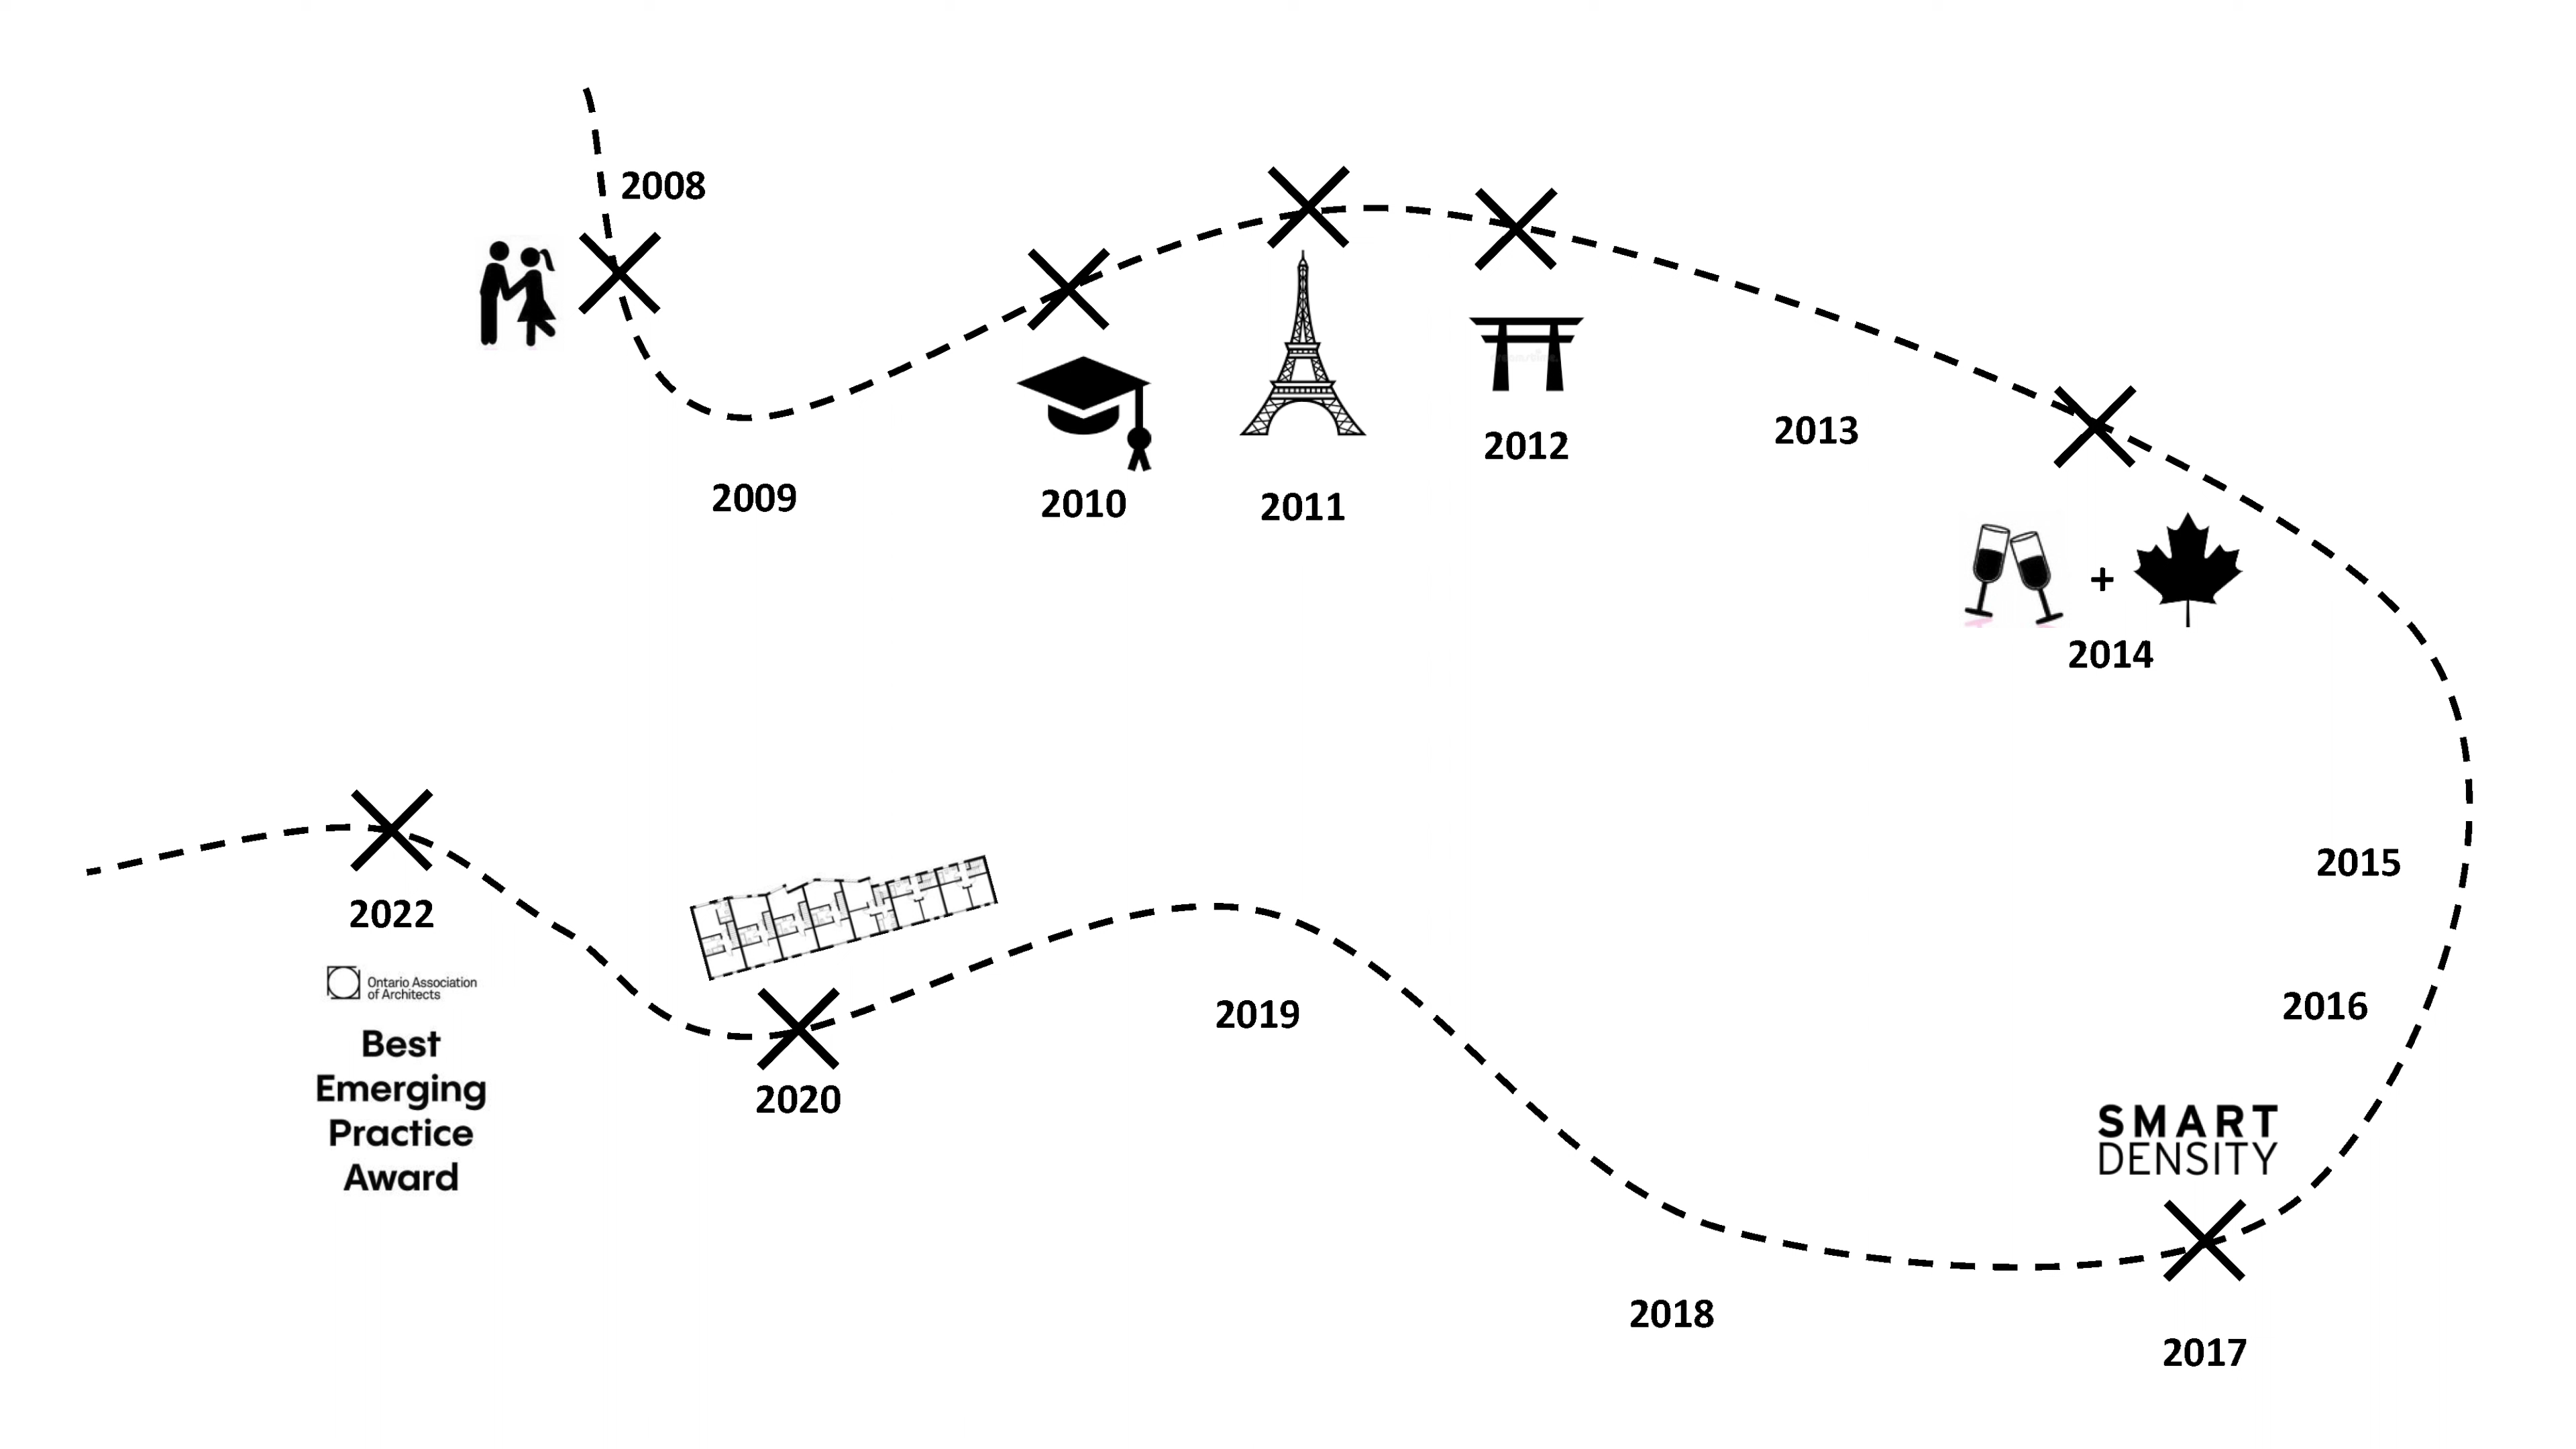 2008
2009
2010
2011
2012
2013
+
2014
2015
2016
SMART
DENSITY
2017
2018
2019
2020
2022
Ontario Association
of Architects
Best
Emerging
Practice
Award